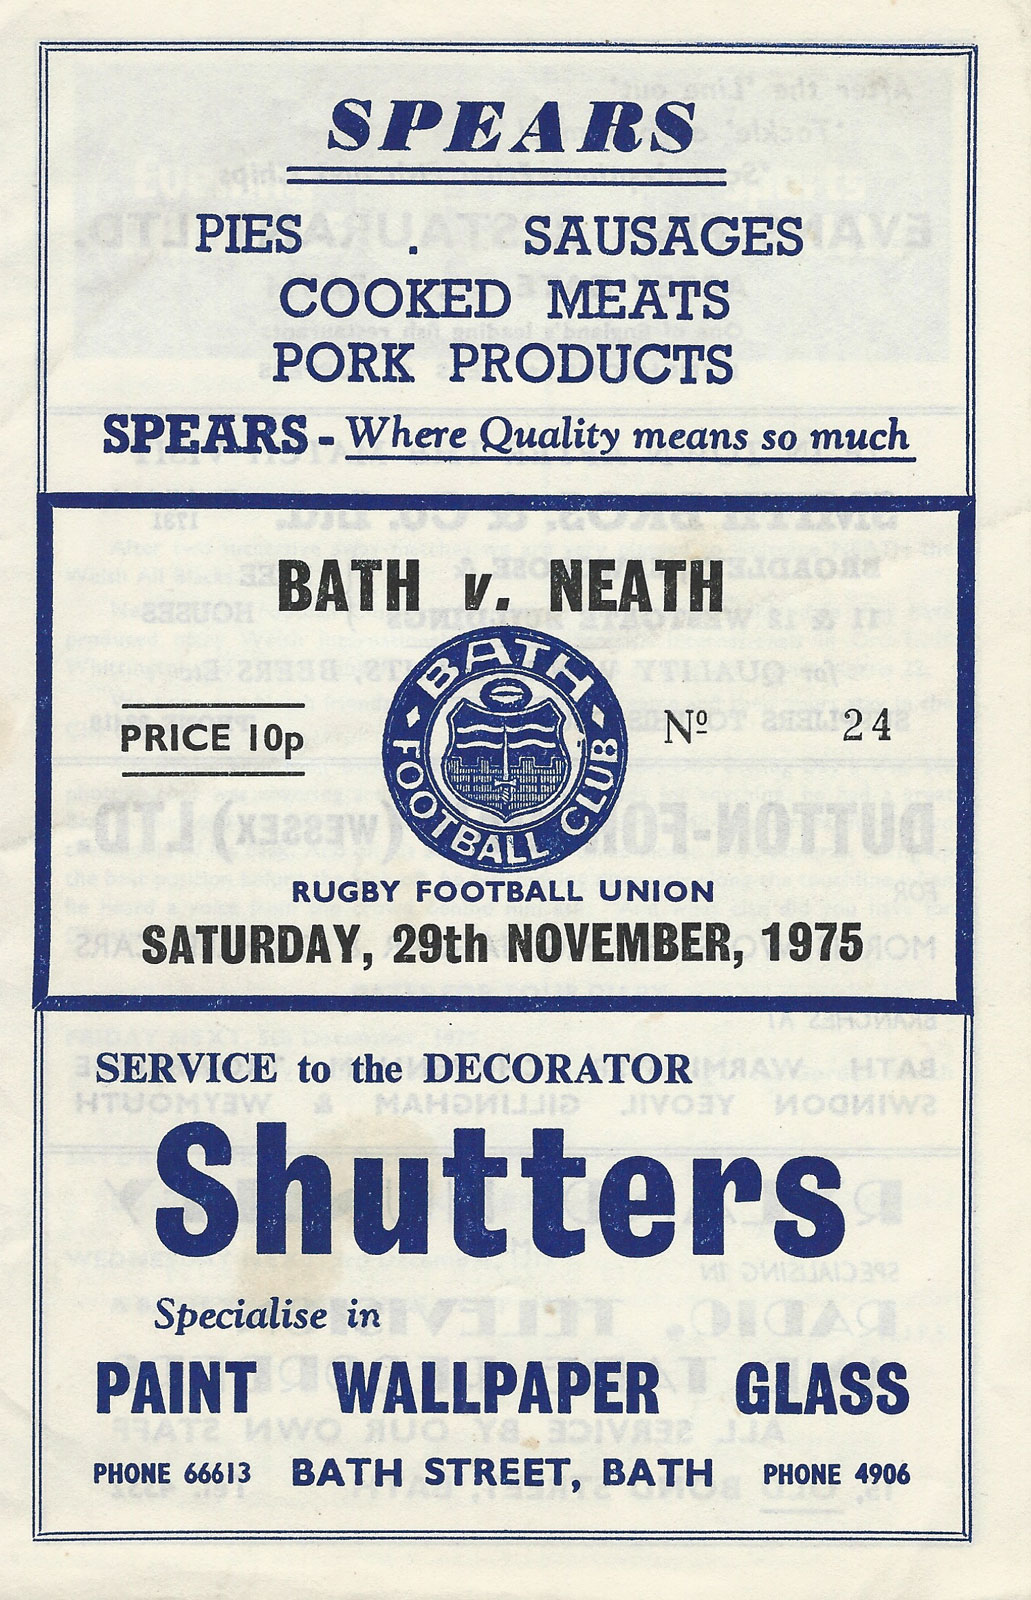 SPEARS
PIES . SAUSAGES
COOKED MEATS
PORK PRODUCTS
SPEARS - Where Quality means so much
BATH v. NEATH
BATH
FOOTBALL CLUB
PRICE 10p
Nº 24
RUGBY FOOTBALL UNION
SATURDAY, 29th NOVEMBER, 1975
SERVICE to the DECORATOR
Shutters
Specialise in
PAINT WALLPAPER GLASS
PHONE 66613 BATH STREET, BATH PHONE 4906